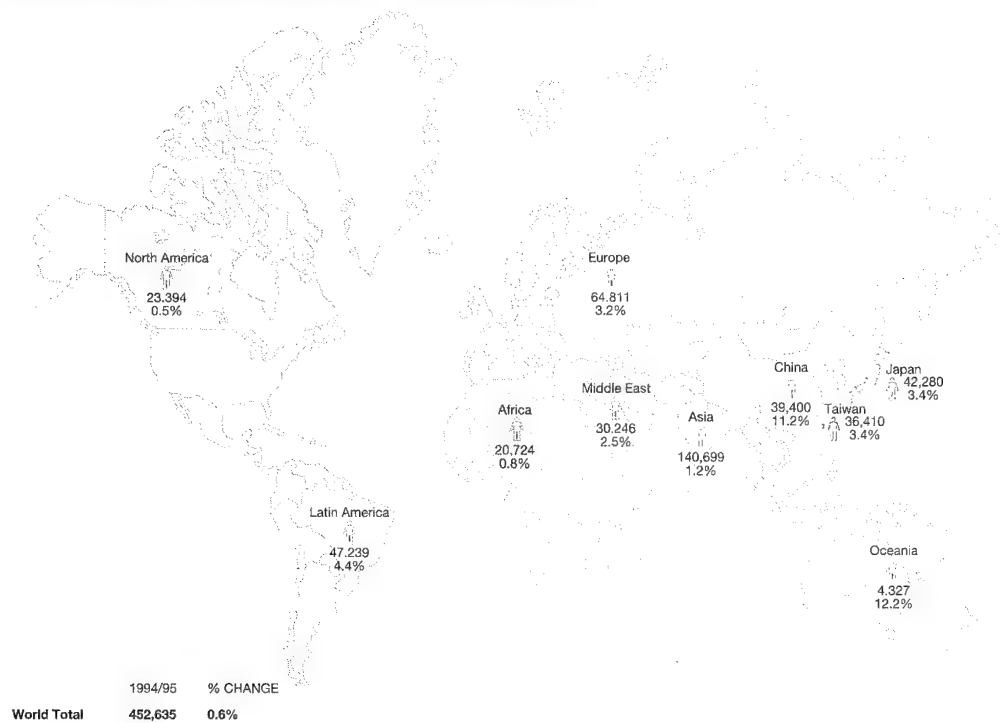 North America
23.394
0.5%
Europe
64.811
3.2%
China
39,400
11.2%
Japan
42,280
3.4%
Taiwan
36,410
3.4%
Middle East
30.246
2.5%
Africa
20,724
0.8%
Asia
140,699
1.2%
Latin America
47.239
4.4%
Oceania
4.327
12.2%
1994/95 % CHANGE
World Total 452,635 0.6%